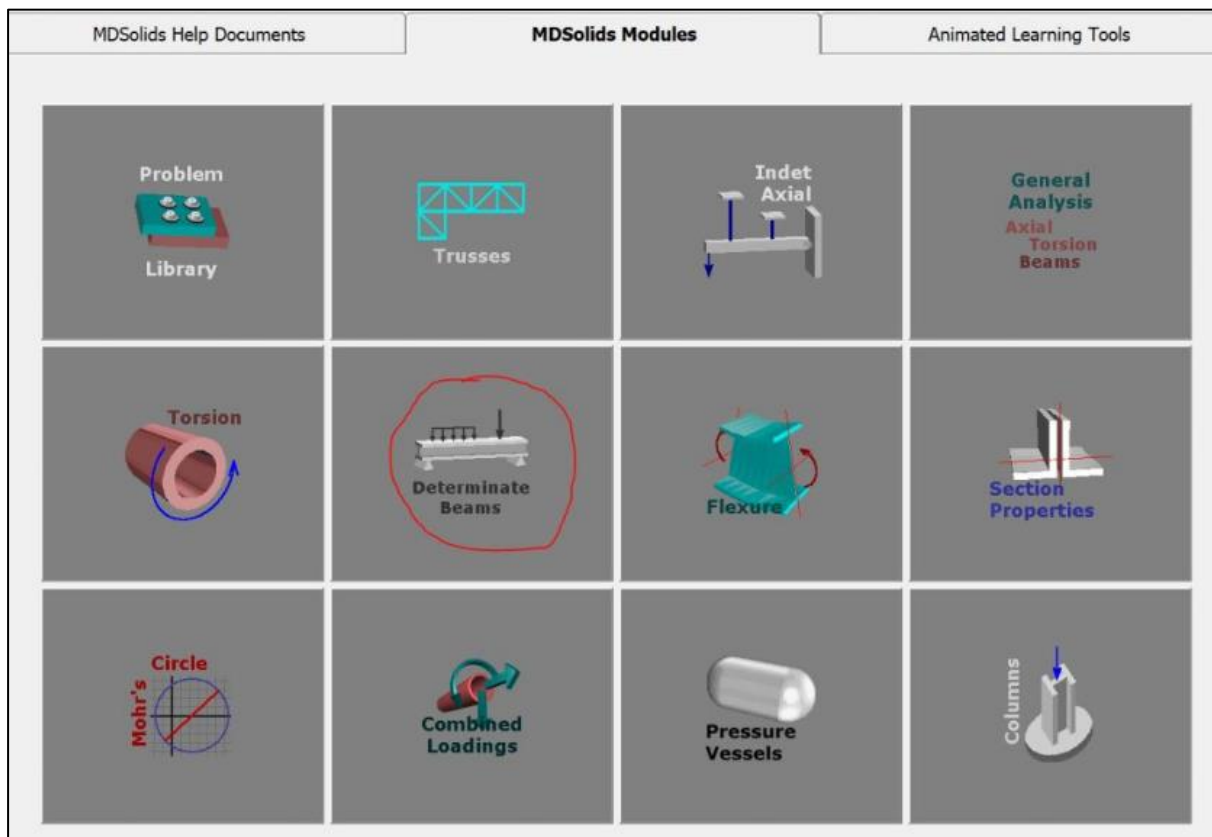 MDSolids Help Documents
MDSolids Modules
Animated Learning Tools
Problem
Library
Trusses
Indet
Axial
General
Analysis
Axial
Torsion
Beams
Torsion
Determinate
Beams
Flexure
Section
Properties
Mohr's
Circle
Combined
Loadings
Pressure
Vessels
Columns